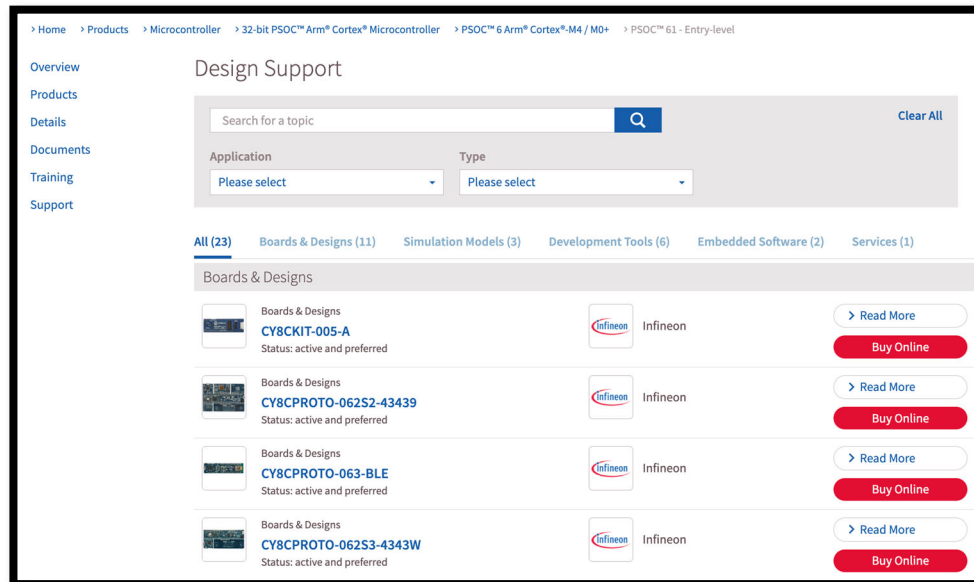 > Home > Products > Microcontroller > 32-bit PSOC™ Arm® Cortex® Microcontroller > PSOC™ 6 Arm® Cortex®-M4 / M0+ > PSOC™ 61 - Entry-level
Overview
Products
Details
Documents
Training
Support
Design Support
Search for a topic
Clear All
Application
Type
Please select
Please select
All (23) Boards & Designs (11) Simulation Models (3) Development Tools (6) Embedded Software (2) Services (1)
Boards & Designs
Boards & Designs
CY8CKIT-005-A
Status: active and preferred
infineon
Infineon
> Read More
Buy Online
Boards & Designs
CY8CPROTO-062S2-43439
Status: active and preferred
infineon
Infineon
> Read More
Buy Online
Boards & Designs
CY8CPROTO-063-BLE
Status: active and preferred
infineon
Infineon
> Read More
Buy Online
Boards & Designs
CY8CPROTO-062S3-4343W
Status: active and preferred
infineon
Infineon
> Read More
Buy Online